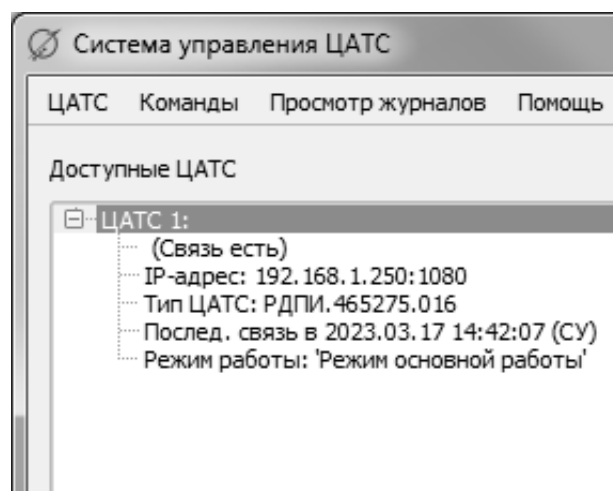 Система управления ЦАТС
ЦАТС Команды Просмотр журналов Помощь
Доступные ЦАТС
ЦАТС 1:
(Связь есть)
IP-адрес: 192.168.1.250:1080
Тип ЦАТС: РДПИ.465275.016
Послед. связь в 2023.03.17 14:42:07 (СУ)
Режим работы: 'Режим основной работы'